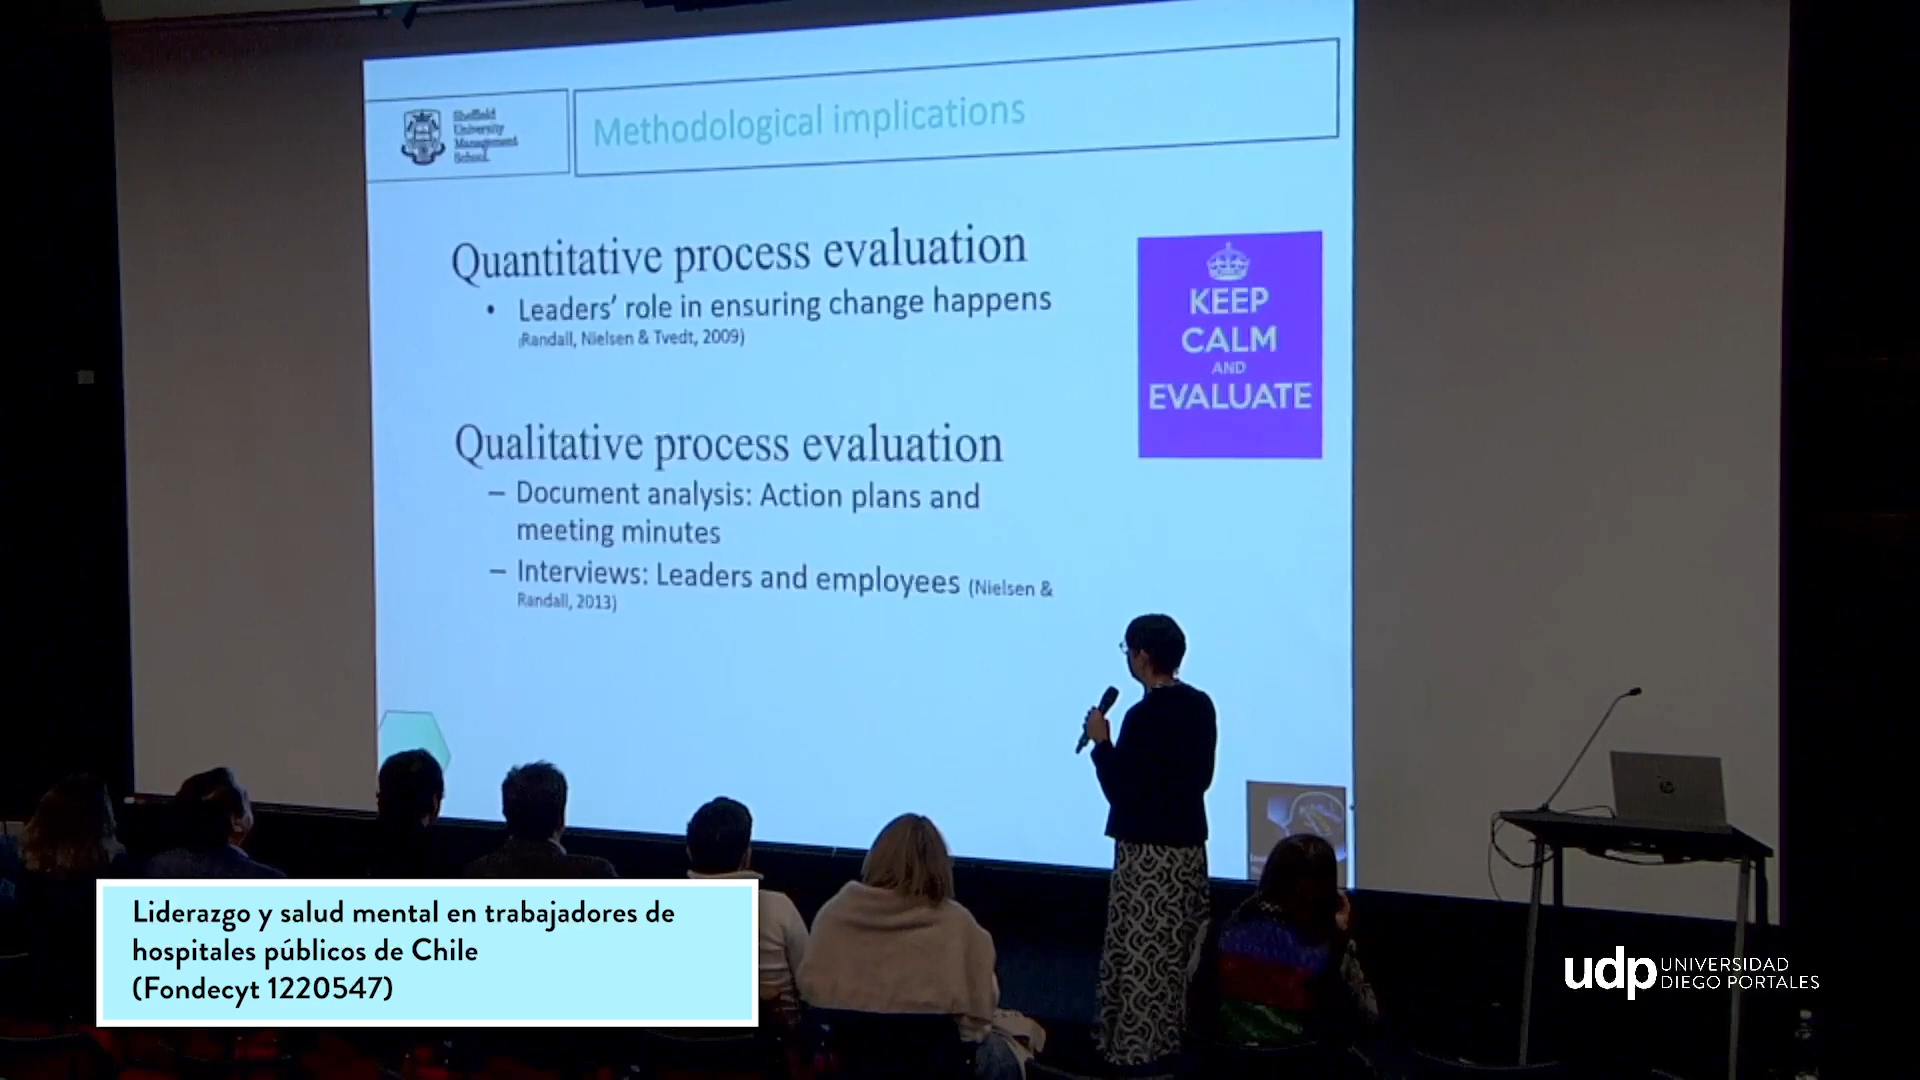 Sheffield
University
Management
School.
Methodological implications
Quantitative process evaluation
• Leaders' role in ensuring change happens
(Randall, Nielsen & Tvedt, 2009)
KEEP
CALM
AND
EVALUATE
Qualitative process evaluation
– Document analysis: Action plans and
meeting minutes
– Interviews: Leaders and employees (Nielsen &
Randall, 2013)
Liderazgo y salud mental en trabajadores de
hospitales públicos de Chile
(Fondecyt 1220547)
udp UNIVERSIDAD
DIEGO PORTALES